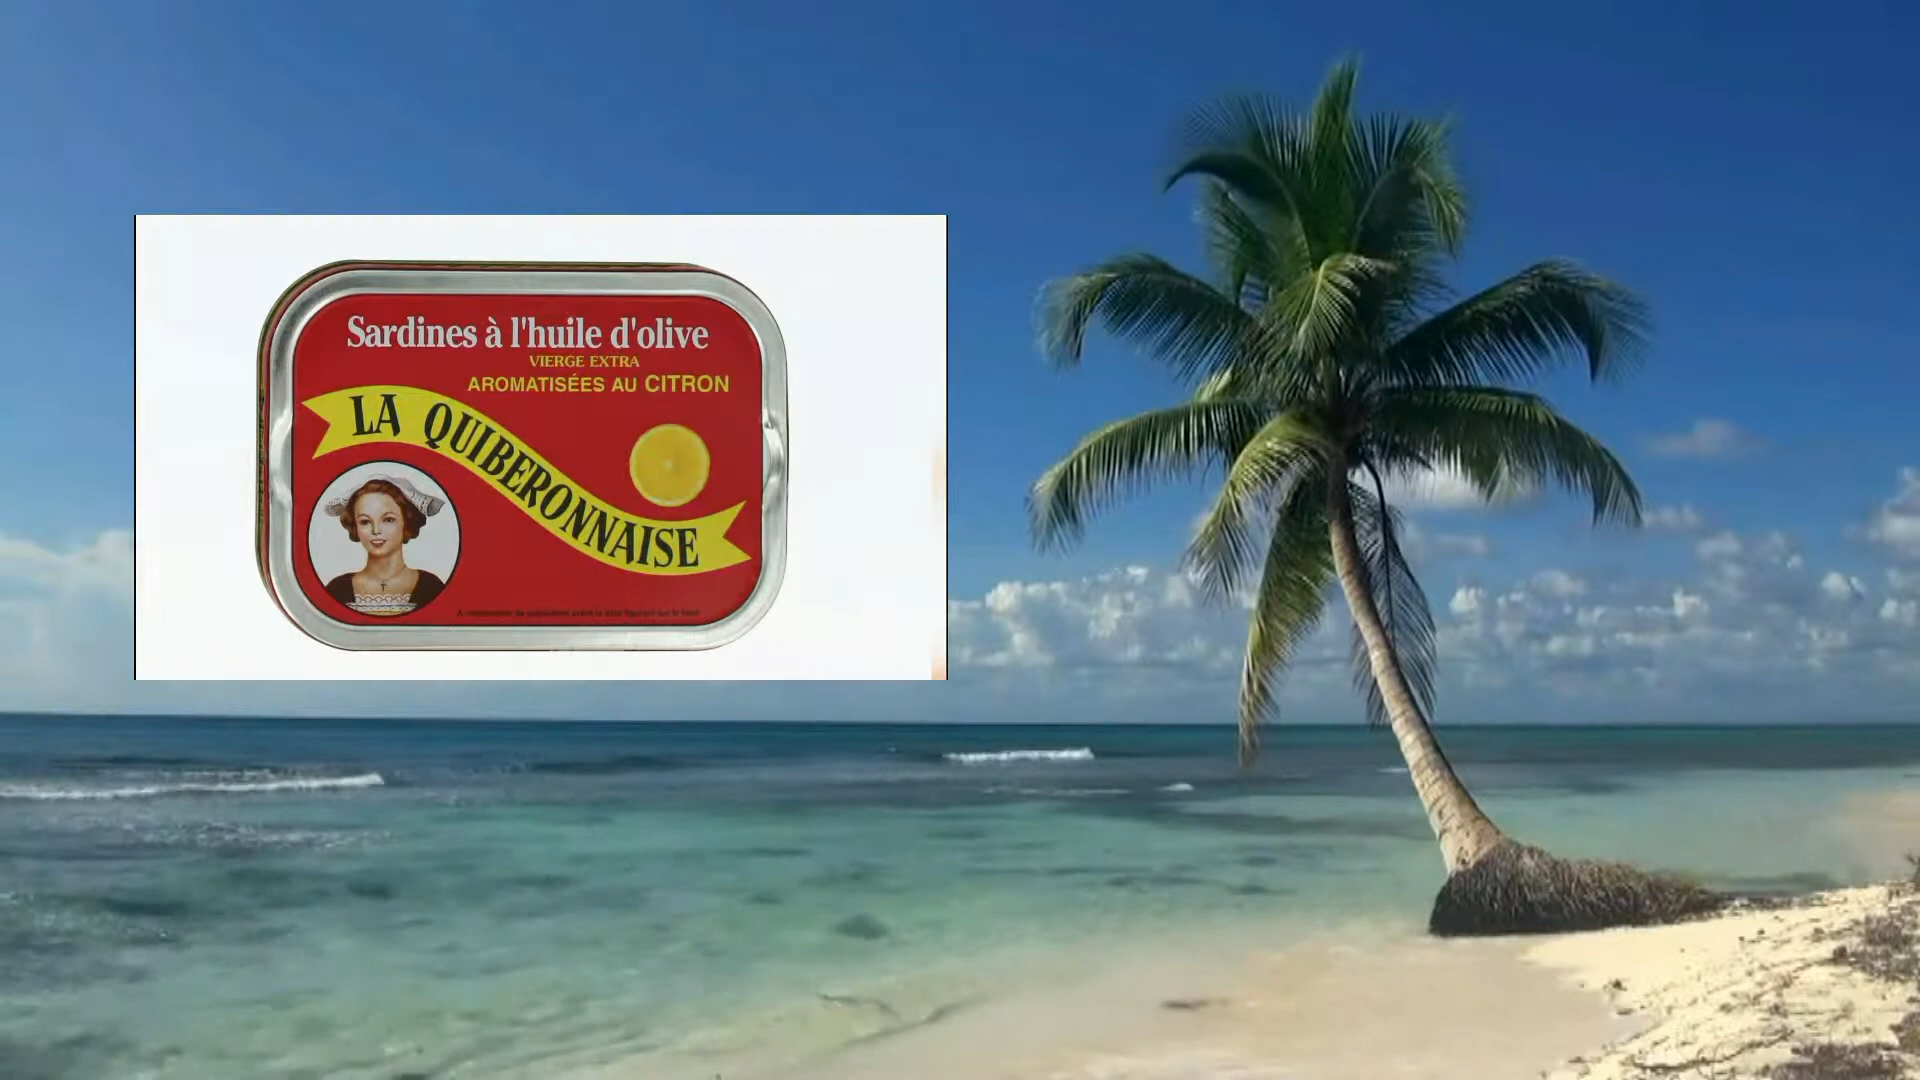 Sardines à l'huile d'olive
VIERGE EXTRA
AROMATISÉES AU CITRON
LA QUIBERONNAISE